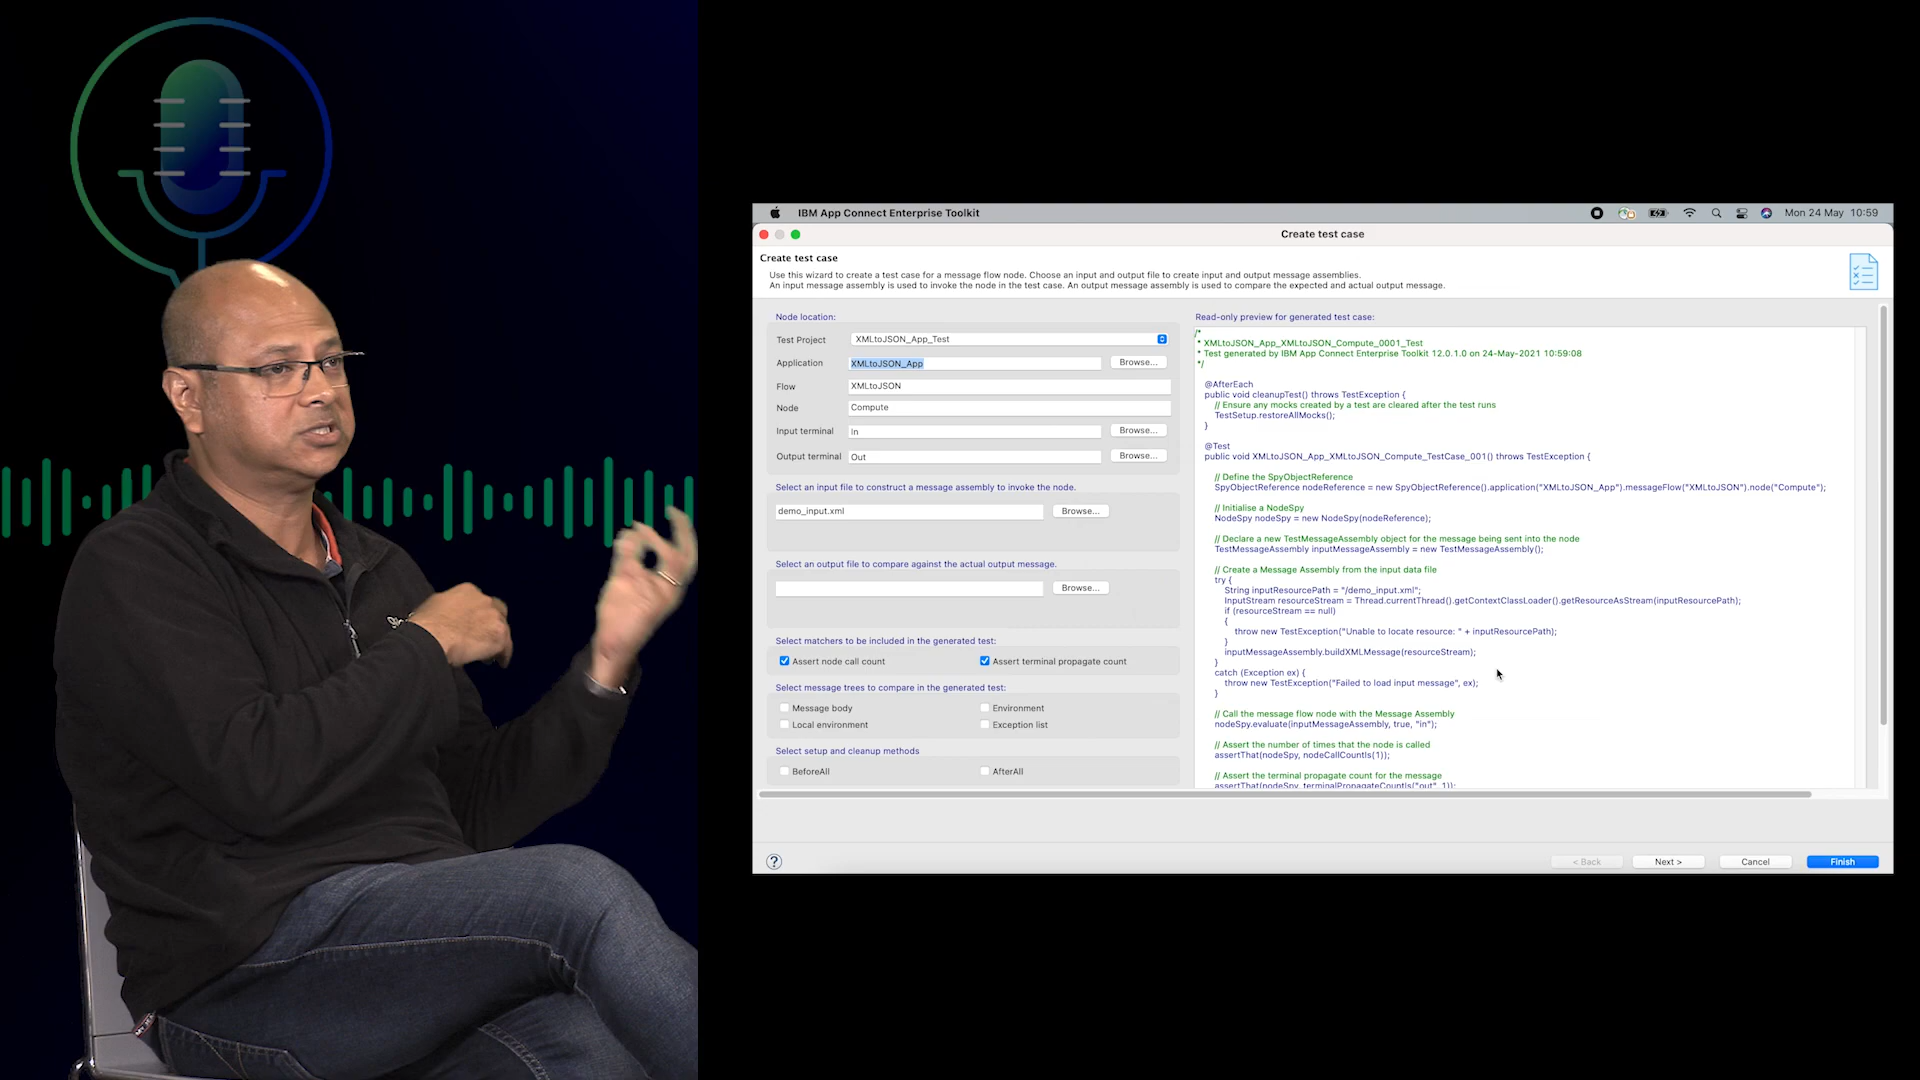 IBM App Connect Enterprise Toolkit
Mon 24 May 10:59
Create test case
Create test case
Use this wizard to create a test case for a message flow node. Choose an input and output file to create input and output message assemblies.
An input message assembly is used to invoke the node in the test case. An output message assembly is used to compare the expected and actual output message.
Node location:
Test Project XMLtoJSON_App_Test
Application XMLtoJSON_App Browse...
Flow XMLtoJSON
Node Compute
Input terminal In Browse...
Output terminal Out Browse...
Select an input file to construct a message assembly to invoke the node.
demo_input.xml Browse...
Select an output file to compare against the actual output message.
Browse...
Select matchers to be included in the generated test:
Assert node call count Assert terminal propagate count
Select message trees to compare in the generated test:
Message body Environment
Local environment Exception list
Select setup and cleanup methods
BeforeAll AfterAll
Read-only preview for generated test case:
/*
* XMLtoJSON_App_XMLtoJSON_Compute_0001_Test
* Test generated by IBM App Connect Enterprise Toolkit 12.0.1.0 on 24-May-2021 10:59:08
*/
@AfterEach
public void cleanupTest() throws TestException {
// Ensure any mocks created by a test are cleared after the test runs
TestSetup.restoreAllMocks();
}
@Test
public void XMLtoJSON_App_XMLtoJSON_Compute_TestCase_001() throws TestException {
// Define the SpyObjectReference
SpyObjectReference nodeReference = new SpyObjectReference().application("XMLtoJSON_App").messageFlow("XMLtoJSON").node("Compute");
// Initialise a NodeSpy
NodeSpy nodeSpy = new NodeSpy(nodeReference);
// Declare a new TestMessageAssembly object for the message being sent into the node
TestMessageAssembly inputMessageAssembly = new TestMessageAssembly();
// Create a Message Assembly from the input data file
try {
String inputResourcePath = "/demo_input.xml";
InputStream resourceStream = Thread.currentThread().getContextClassLoader().getResourceAsStream(inputResourcePath);
if (resourceStream == null)
{
throw new TestException("Unable to locate resource: " + inputResourcePath);
}
inputMessageAssembly.buildXMLMessage(resourceStream);
}
catch (Exception ex) {
throw new TestException("Failed to load input message", ex);
}
// Call the message flow node with the Message Assembly
nodeSpy.evaluate(inputMessageAssembly, true, "in");
// Assert the number of times that the node is called
assertThat(nodeSpy, nodeCallCountIs(1));
// Assert the terminal propagate count for the message
assertThat(nodeSpy, terminalPropagateCountIs("out", 1));
?
< Back Next > Cancel Finish